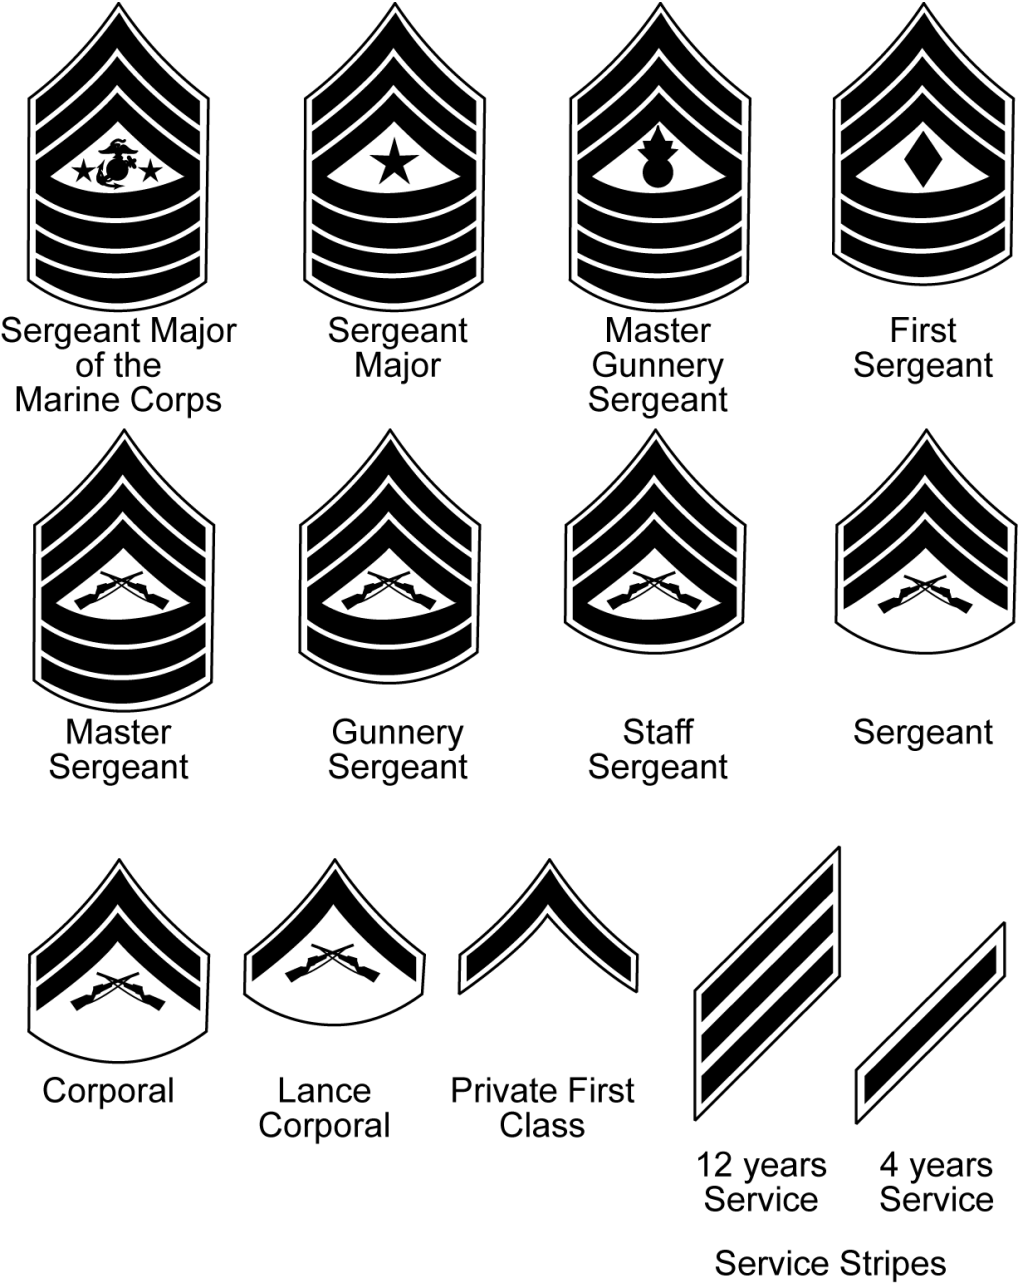 Sergeant Major
of the
Marine Corps
Sergeant
Major
Master
Gunnery
Sergeant
First
Sergeant
Master
Sergeant
Gunnery
Sergeant
Staff
Sergeant
Sergeant
Corporal
Lance
Corporal
Private First
Class
12 years
Service
4 years
Service
Service Stripes